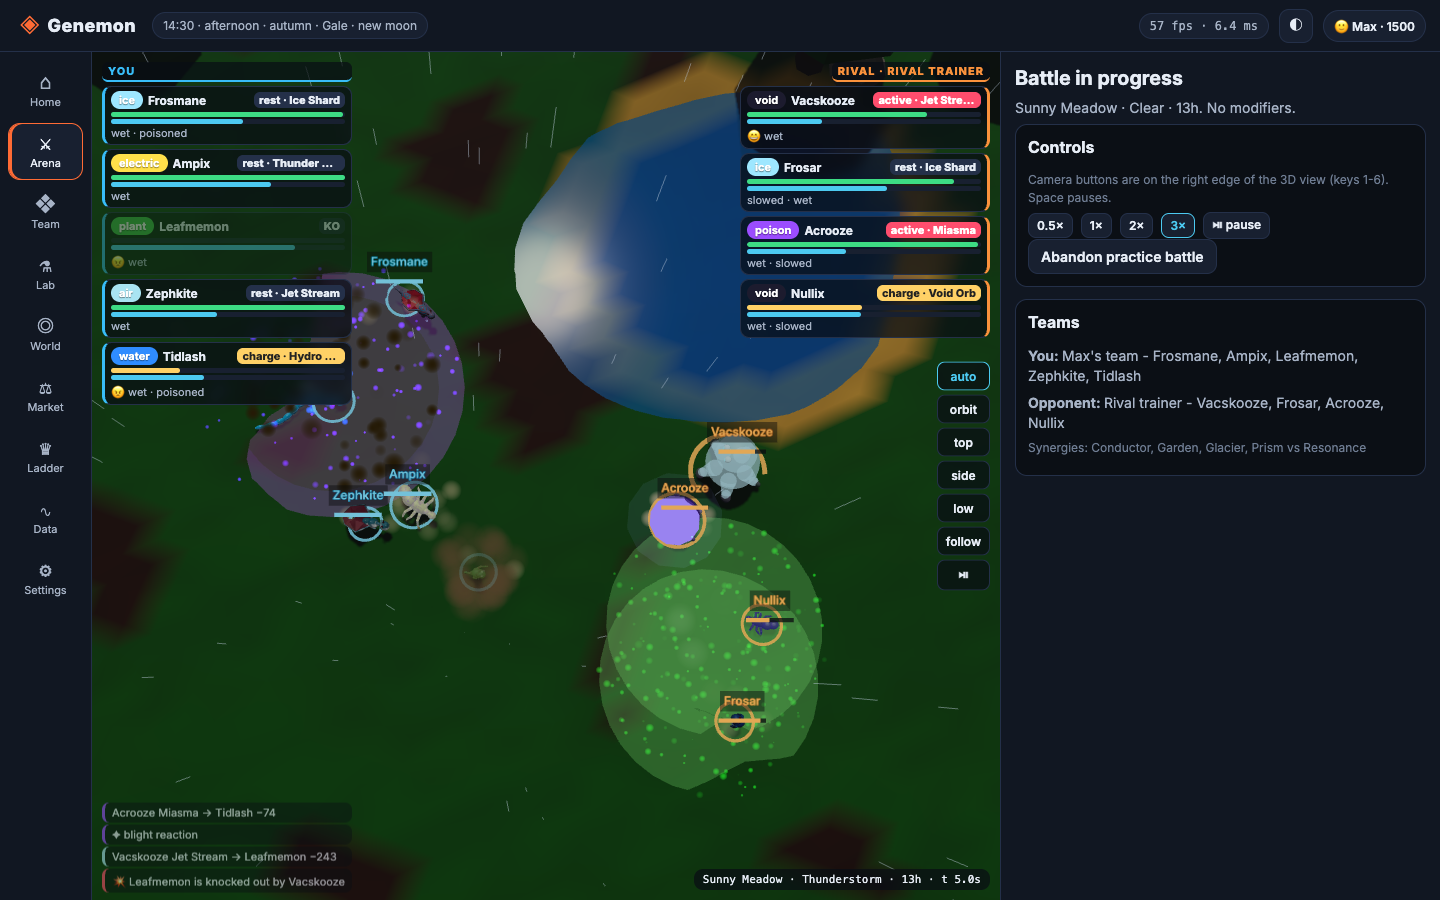 Genemon
14:30 · afternoon · autumn · Gale · new moon
57 fps · 6.4 ms
Max · 1500
Home
Arena
Team
Lab
World
Market
Ladder
Data
Settings
YOU
ice Frosmane rest · Ice Shard
wet · poisoned
electric Ampix rest · Thunder ...
wet
plant Leafmemon KO
wet
air Zephkite rest · Jet Stream
wet
water Tidlash charge · Hydro ...
wet · poisoned
RIVAL · RIVAL TRAINER
void Vacskooze active · Jet Stre...
wet
ice Frosar rest · Ice Shard
slowed · wet
poison Acrooze active · Miasma
wet · slowed
void Nullix charge · Void Orb
wet · slowed
Frosmane
Ampix
Zephkite
Vacskooze
Acrooze
Nullix
Frosar
auto
orbit
top
side
low
follow
Acrooze Miasma → Tidlash −74
✦ blight reaction
Vacskooze Jet Stream → Leafmemon −243
Leafmemon is knocked out by Vacskooze
Sunny Meadow · Thunderstorm · 13h · t 5.0s
Battle in progress
Sunny Meadow · Clear · 13h. No modifiers.
Controls
Camera buttons are on the right edge of the 3D view (keys 1-6).
Space pauses.
0.5× 1× 2× 3× ⏯ pause
Abandon practice battle
Teams
You: Max's team - Frosmane, Ampix, Leafmemon,
Zephkite, Tidlash
Opponent: Rival trainer - Vacskooze, Frosar, Acrooze,
Nullix
Synergies: Conductor, Garden, Glacier, Prism vs Resonance